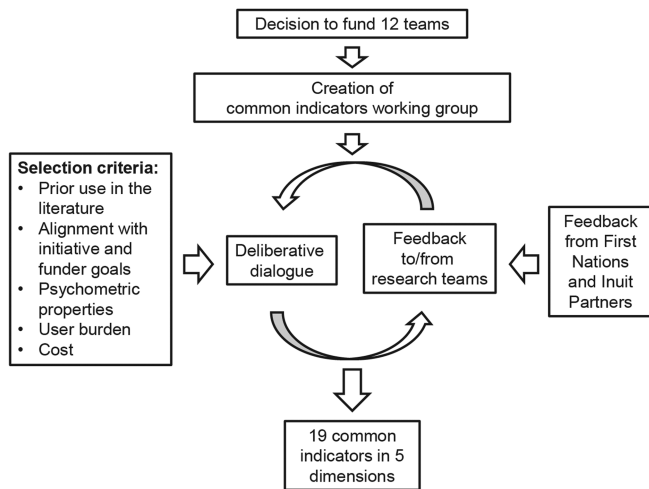 Decision to fund 12 teams
Creation of
common indicators working group
Selection criteria:
• Prior use in the
literature
• Alignment with
initiative and
funder goals
• Psychometric
properties
• User burden
• Cost
Deliberative
dialogue
Feedback
to/from
research teams
Feedback
from First
Nations
and Inuit
Partners
19 common
indicators in 5
dimensions